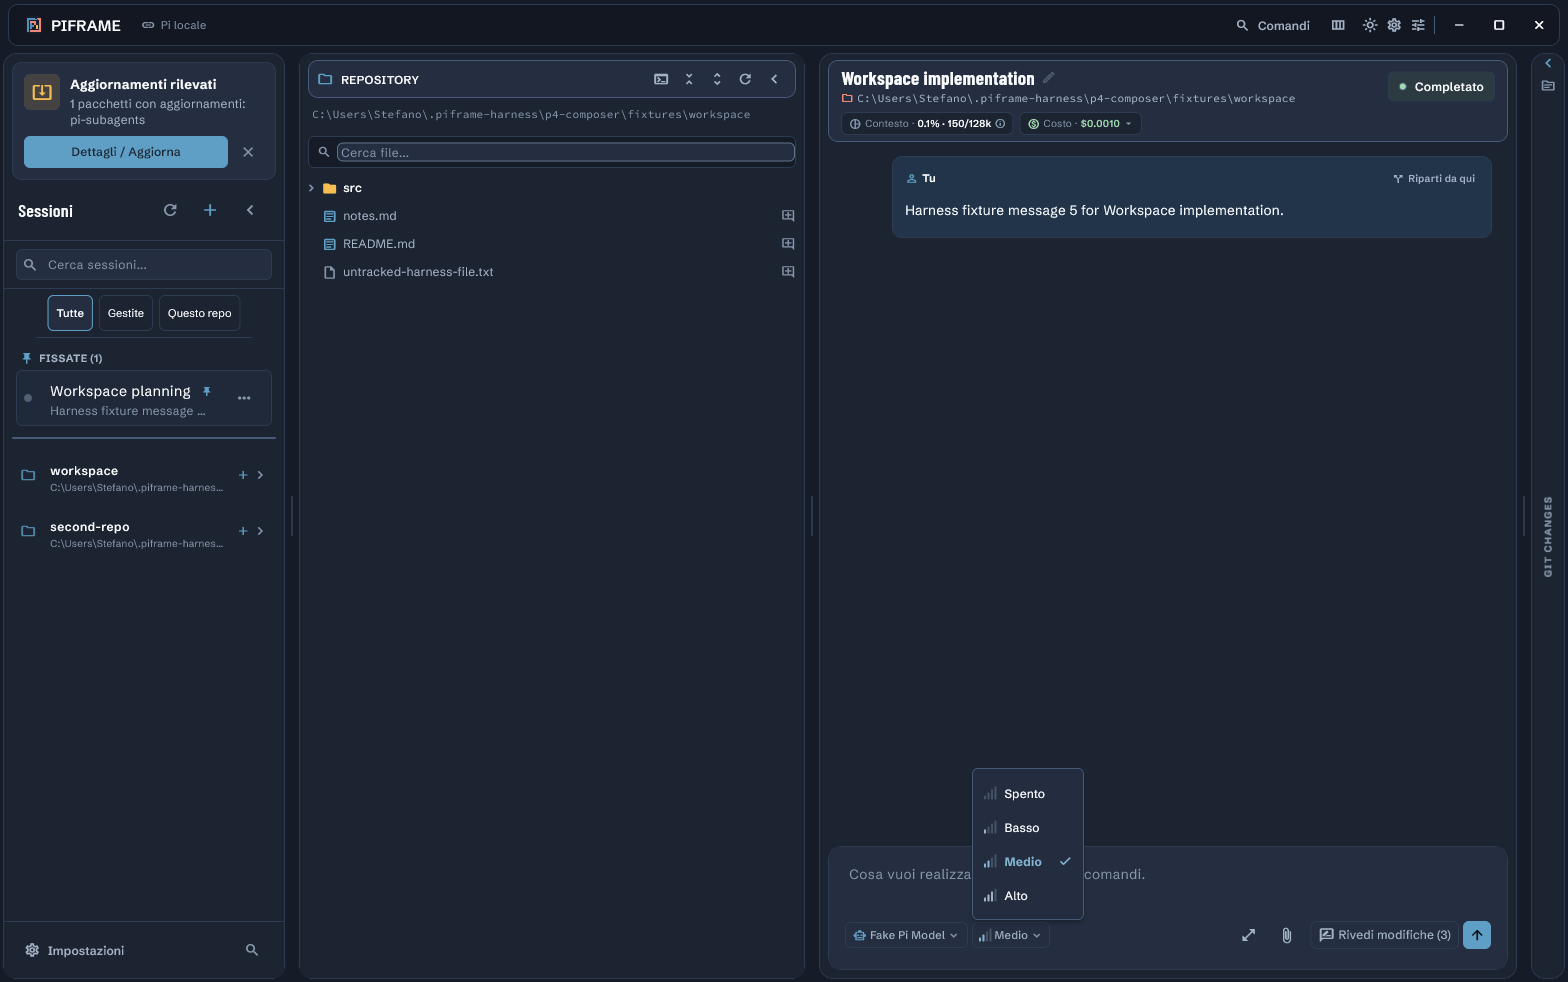 PIFRAME
Pi locale
Comandi
Aggiornamenti rilevati
1 pacchetti con aggiornamenti:
pi-subagents
Dettagli / Aggiorna
Sessioni
Cerca sessioni...
Tutte
Gestite
Questo repo
FISSATE (1)
Workspace planning
Harness fixture message ...
workspace
C:\Users\Stefano\.piframe-harnes...
second-repo
C:\Users\Stefano\.piframe-harnes...
Impostazioni
REPOSITORY
C:\Users\Stefano\.piframe-harness\p4-composer\fixtures\workspace
Cerca file...
src
notes.md
README.md
untracked-harness-file.txt
Workspace implementation
C:\Users\Stefano\.piframe-harness\p4-composer\fixtures\workspace
Contesto · 0.1% · 150/128k
Costo · $0.0010
Completato
Tu
Riparti da qui
Harness fixture message 5 for Workspace implementation.
Spento
Basso
Medio
Alto
Cosa vuoi realizza comandi.
Fake Pi Model
Medio
Rivedi modifiche (3)
GIT CHANGES